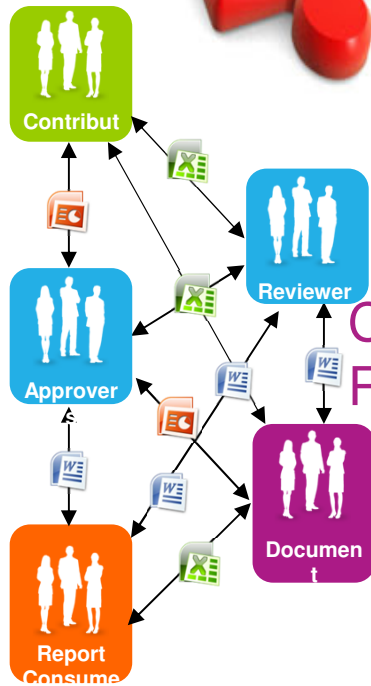 Contribut
Reviewer
C
F
Approver
s
Documen
t
Report
Consume